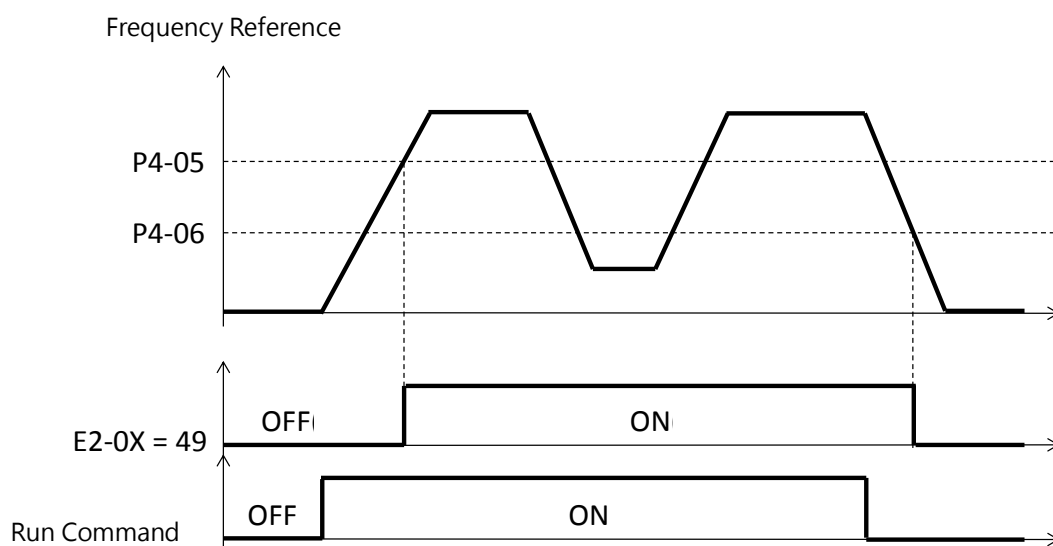 Frequency Reference
P4-05
P4-06
OFF
ON
E2-0X = 49
OFF
ON
Run Command